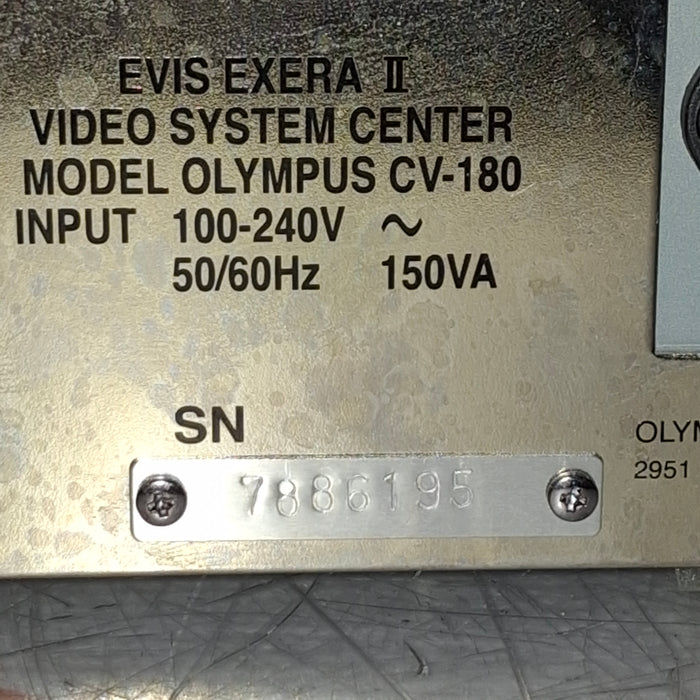 EVIS EXERA II
VIDEO SYSTEM CENTER
MODEL OLYMPUS CV-180
INPUT 100-240V ~
50/60Hz 150VA
SN
7886195
OLYM
2951